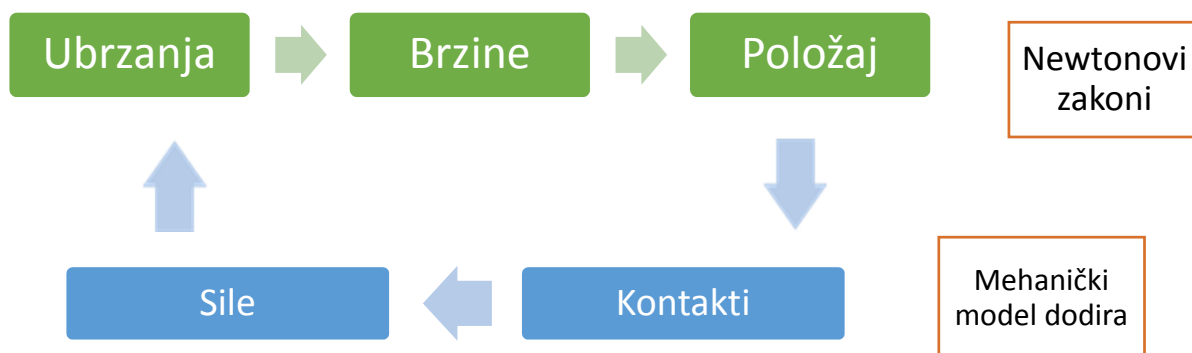 Ubrzanja
Brzine
Položaj
Newtonovi
zakoni
Sile
Kontakti
Mehanički
model dodira